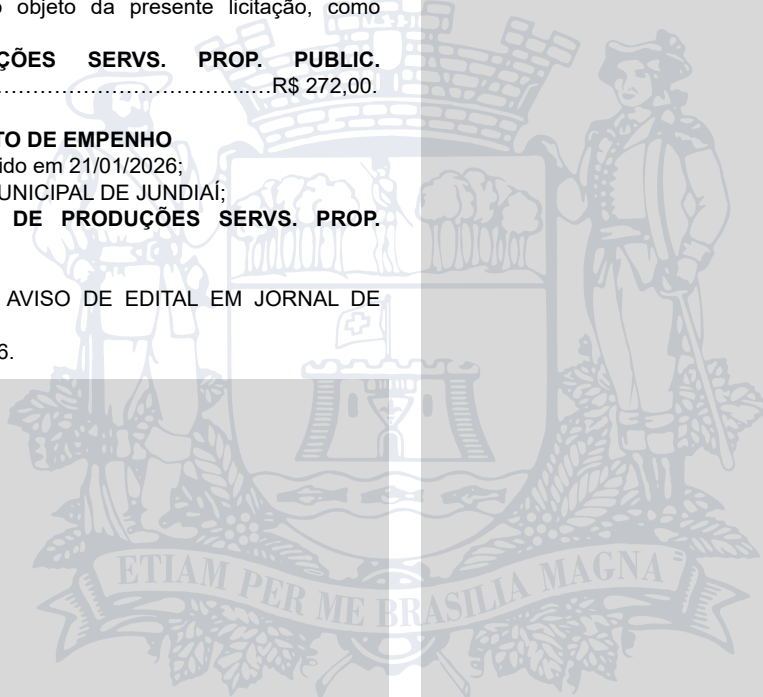 o objeto da presente licitação, como
ÇÕES SERVS. PROP. PUBLIC.
……………………………...…R$ 272,00.
TO DE EMPENHO
ido em 21/01/2026;
UNICIPAL DE JUNDIAÍ;
DE PRODUÇÕES SERVS. PROP.
AVISO DE EDITAL EM JORNAL DE
6.
ETIAM PER ME BRASILIA MAGNA